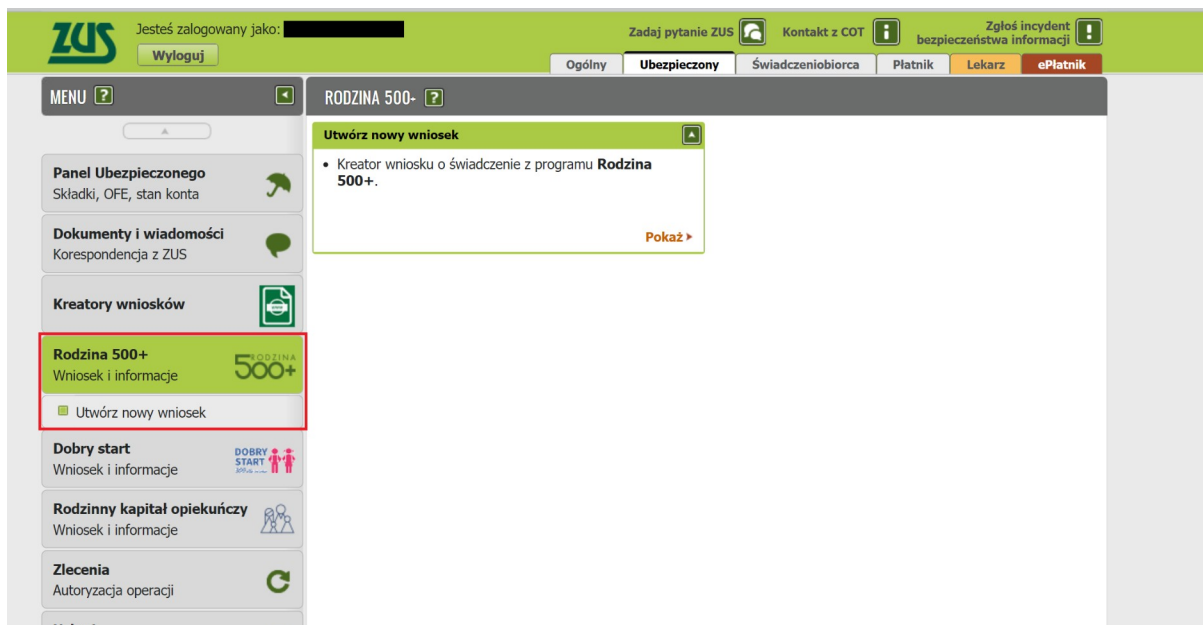 ZUS
Jesteś zalogowany jako:
Wyloguj
Zadaj pytanie ZUS
Kontakt z COT
Zgłoś incydent
bezpieczeństwa informacji
Ogólny
Ubezpieczony
Świadczeniobiorca
Płatnik
Lekarz
ePłatnik
MENU ?
Panel Ubezpieczonego
Składki, OFE, stan konta
Dokumenty i wiadomości
Korespondencja z ZUS
Kreatory wniosków
Rodzina 500+
Wniosek i informacje
RODZINA
500+
Utwórz nowy wniosek
Dobry start
Wniosek i informacje
DOBRY
START
Rodzinny kapitał opiekuńczy
Wniosek i informacje
Zlecenia
Autoryzacja operacji
RODZINA 500+ ?
Utwórz nowy wniosek
• Kreator wniosku o świadczenie z programu Rodzina
500+.
Pokaż